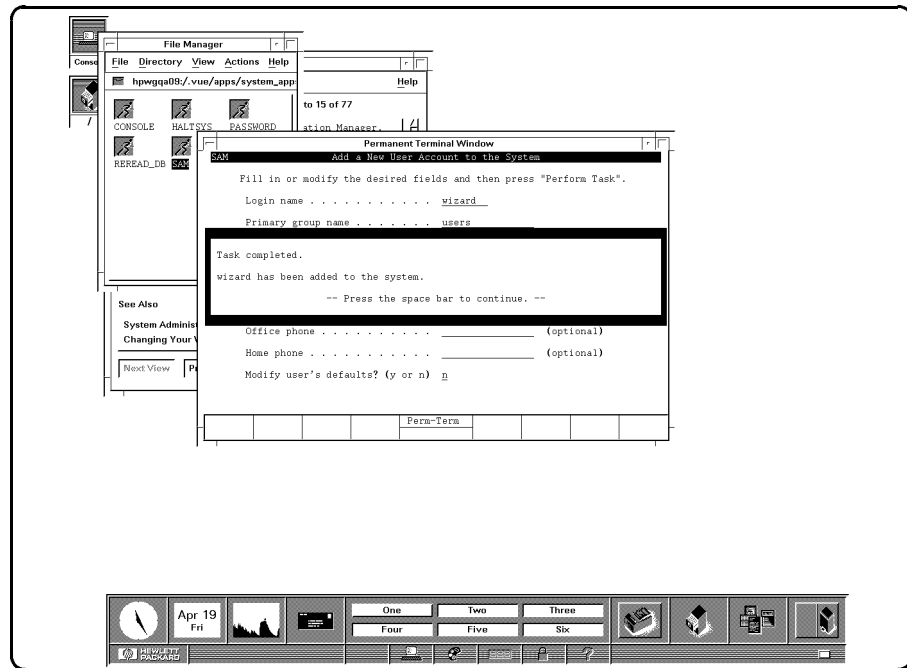 Conse
/
File Manager
File Directory View Actions Help
hpwgqa09:/.vue/apps/system_app
CONSOLE HALTSYS PASSWORD
REREAD_DB SAM
Help
to 15 of 77
ation Manager.
See Also
System Administ
Changing Your
Next View
Permanent Terminal Window
SAM Add a New User Account to the System
Fill in or modify the desired fields and then press "Perform Task".
Login name . . . . . . . . . . . wizard
Primary group name . . . . . . . users
Task completed.
wizard has been added to the system.
-- Press the space bar to continue. --
Office phone . . . . . . . . . . (optional)
Home phone . . . . . . . . . . . (optional)
Modify user's defaults? (y or n) n
Perm-Term
Apr 19
Fri
One Two Three
Four Five Six
HEWLETT
PACKARD